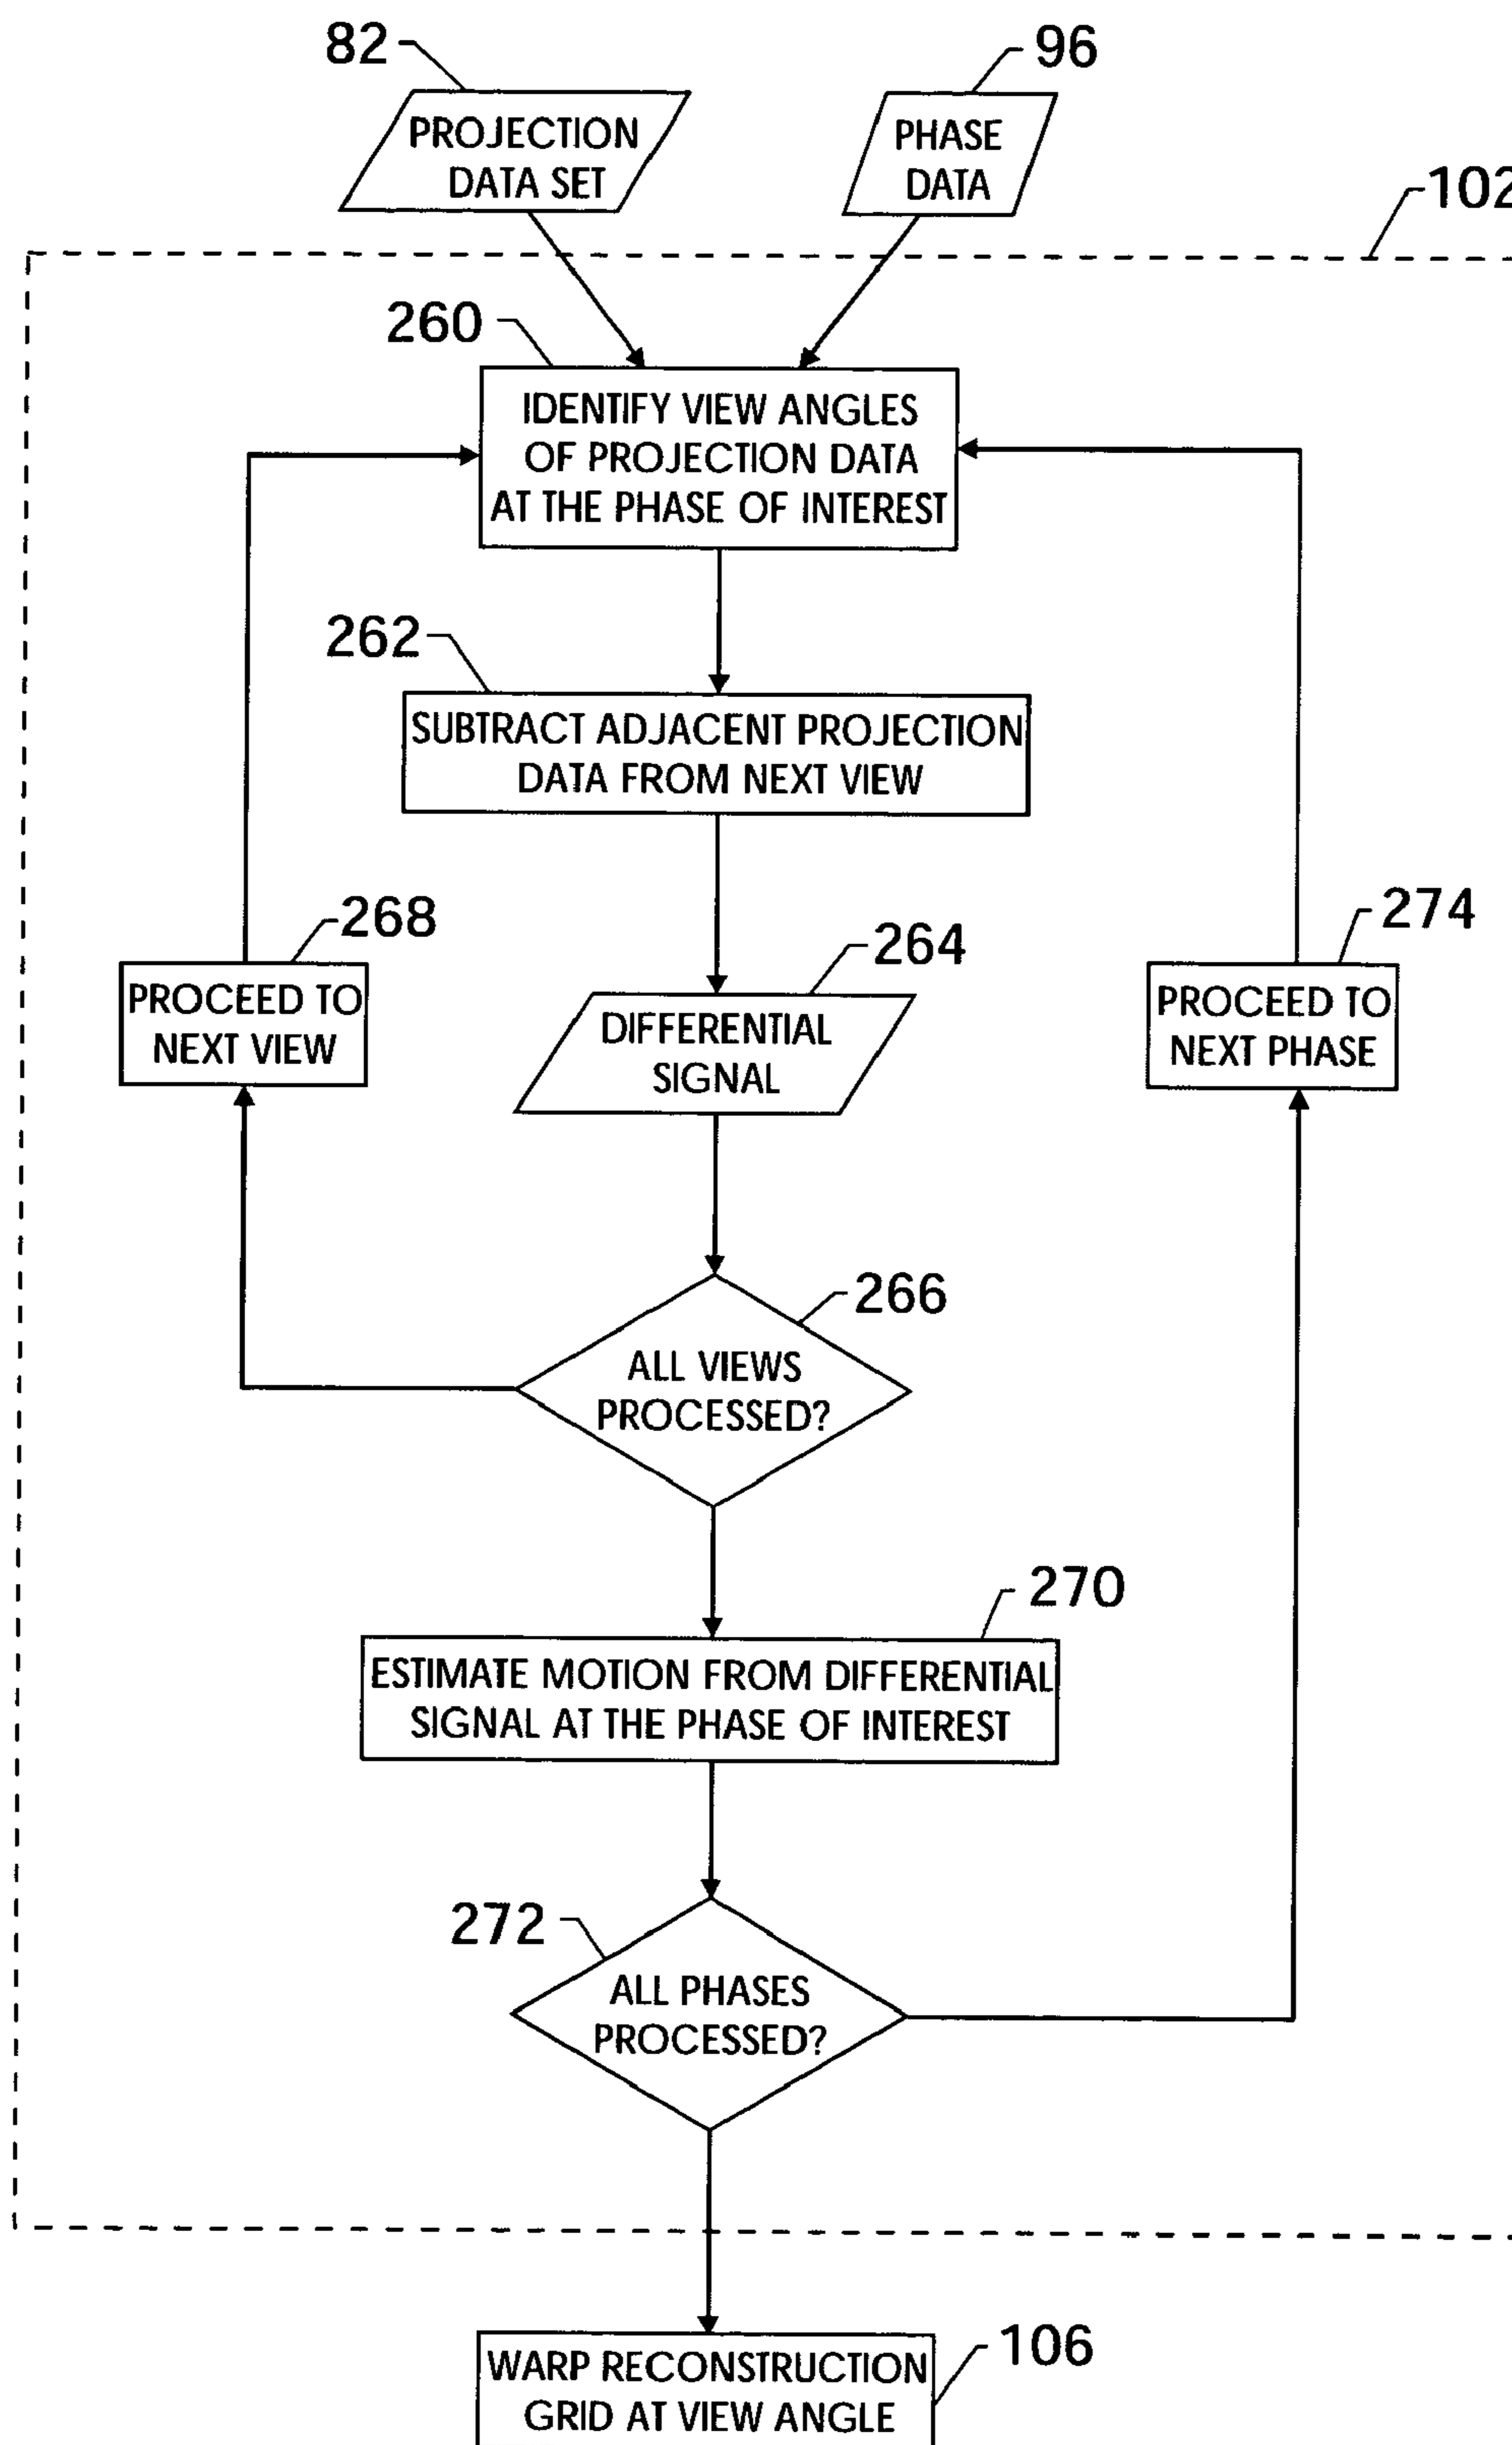 82
96
PROJECTION
DATA SET
PHASE
DATA
102
260
IDENTIFY VIEW ANGLES
OF PROJECTION DATA
AT THE PHASE OF INTEREST
262
SUBTRACT ADJACENT PROJECTION
DATA FROM NEXT VIEW
268
274
264
PROCEED TO
NEXT VIEW
DIFFERENTIAL
SIGNAL
PROCEED TO
NEXT PHASE
266
ALL VIEWS
PROCESSED?
270
ESTIMATE MOTION FROM DIFFERENTIAL
SIGNAL AT THE PHASE OF INTEREST
272
ALL PHASES
PROCESSED?
106
WARP RECONSTRUCTION
GRID AT VIEW ANGLE